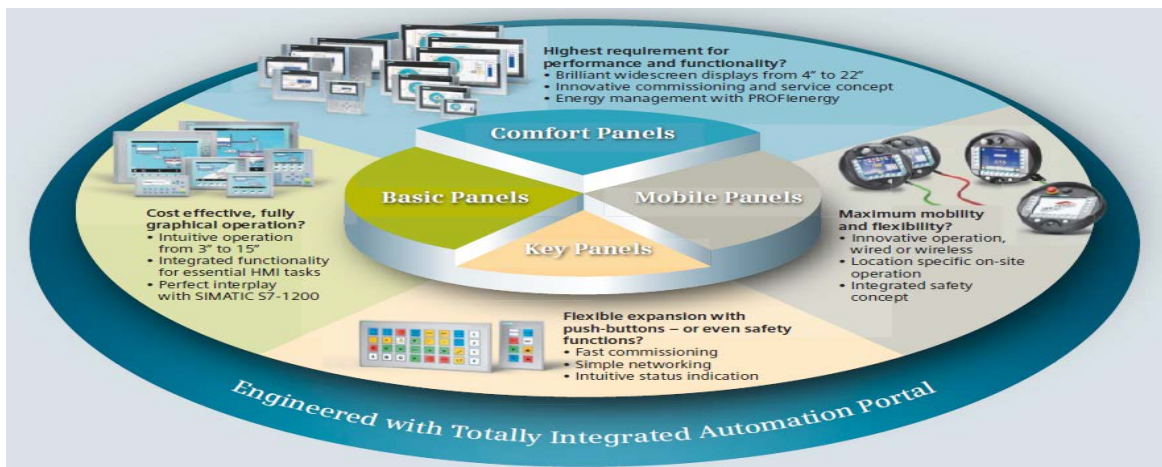 Highest requirement for
performance and functionality?
• Brilliant widescreen displays from 4” to 22”
• Innovative commissioning and service concept
• Energy management with PROFIenergy
Comfort Panels
Basic Panels
Mobile Panels
Key Panels
Cost effective, fully
graphical operation?
• Intuitive operation
from 3” to 15”
• Integrated functionality
for essential HMI tasks
• Perfect interplay
with SIMATIC S7-1200
Maximum mobility
and flexibility?
• Innovative operation,
wired or wireless
• Location specific on-site
operation
• Integrated safety
concept
Flexible expansion with
push-buttons – or even safety
functions?
• Fast commissioning
• Simple networking
• Intuitive status indication
Engineered with Totally Integrated Automation Portal